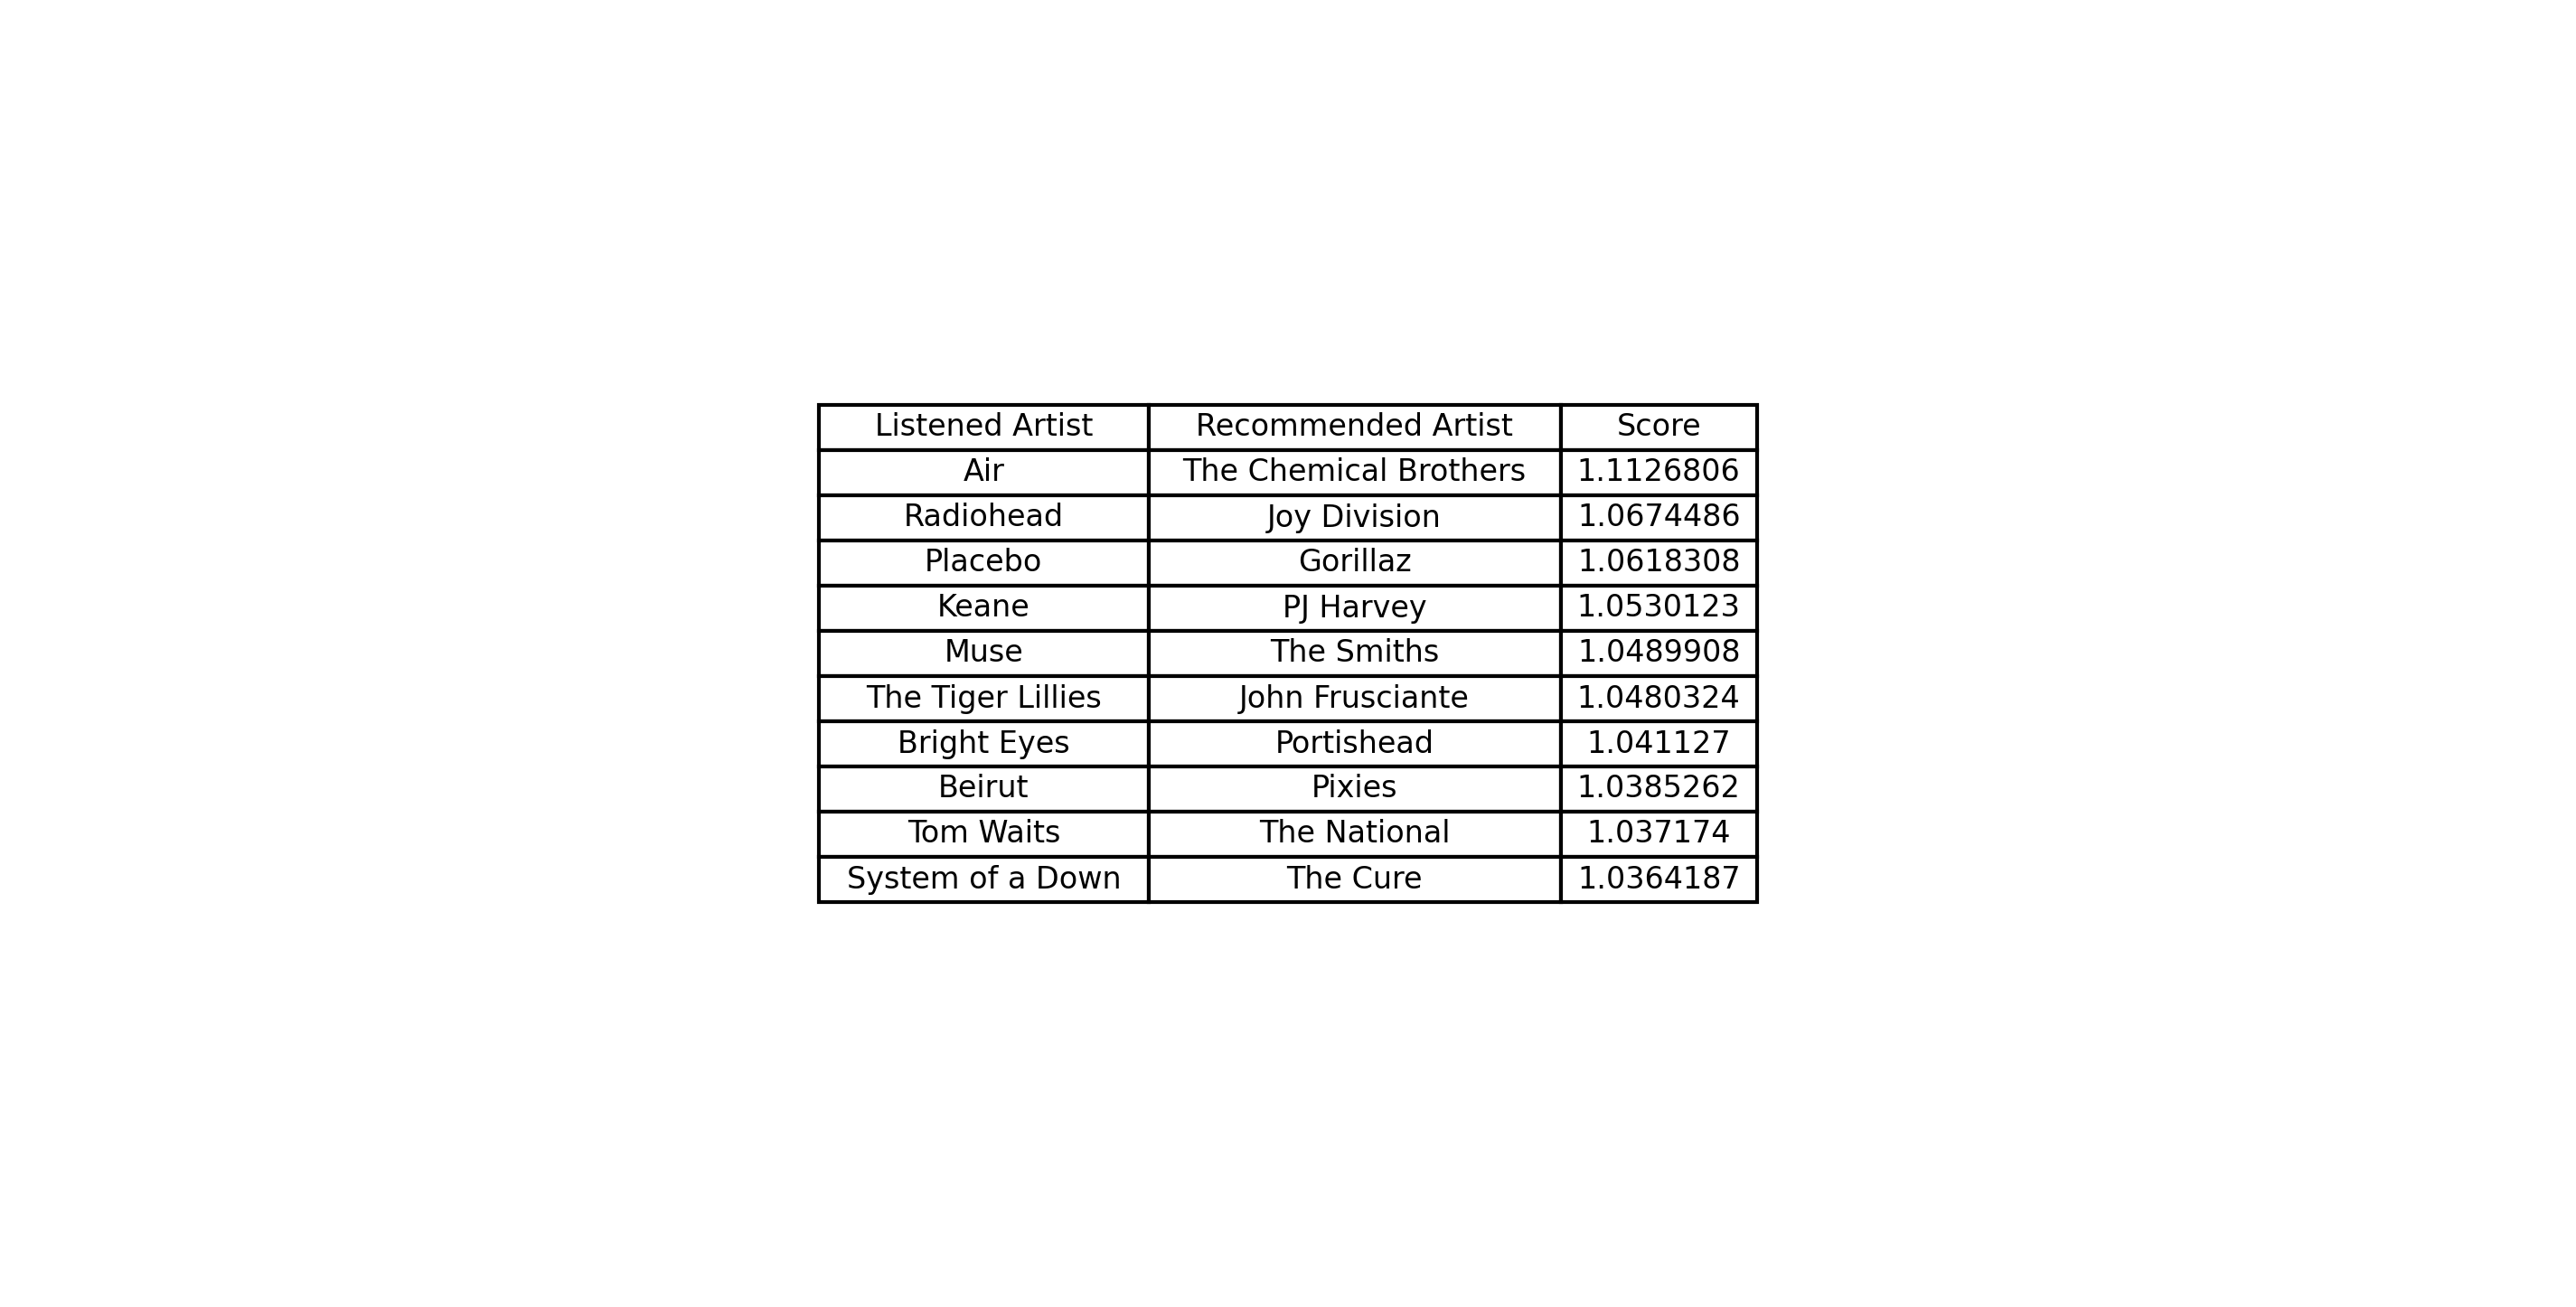 Listened Artist Recommended Artist Score
Air The Chemical Brothers 1.1126806
Radiohead Joy Division 1.0674486
Placebo Gorillaz 1.0618308
Keane PJ Harvey 1.0530123
Muse The Smiths 1.0489908
The Tiger Lillies John Frusciante 1.0480324
Bright Eyes Portishead 1.041127
Beirut Pixies 1.0385262
Tom Waits The National 1.037174
System of a Down The Cure 1.0364187